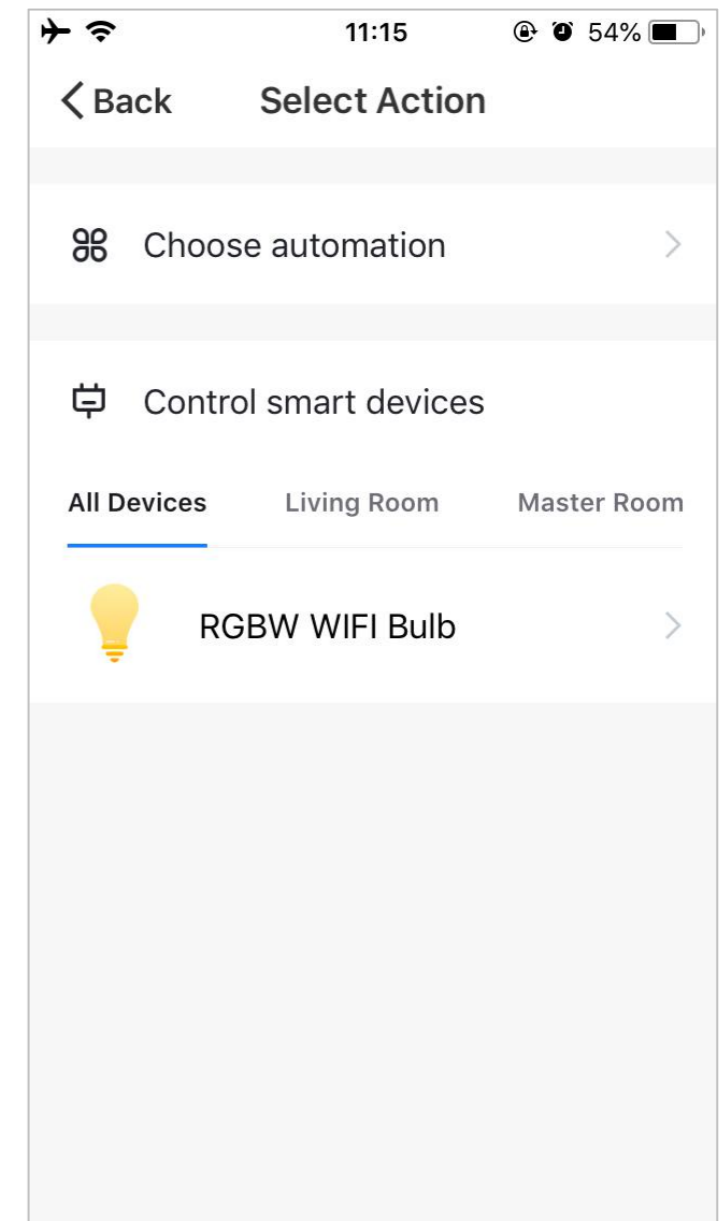 11:15 54%
Back Select Action
Choose automation
Control smart devices
All Devices Living Room Master Room
RGBW WIFI Bulb